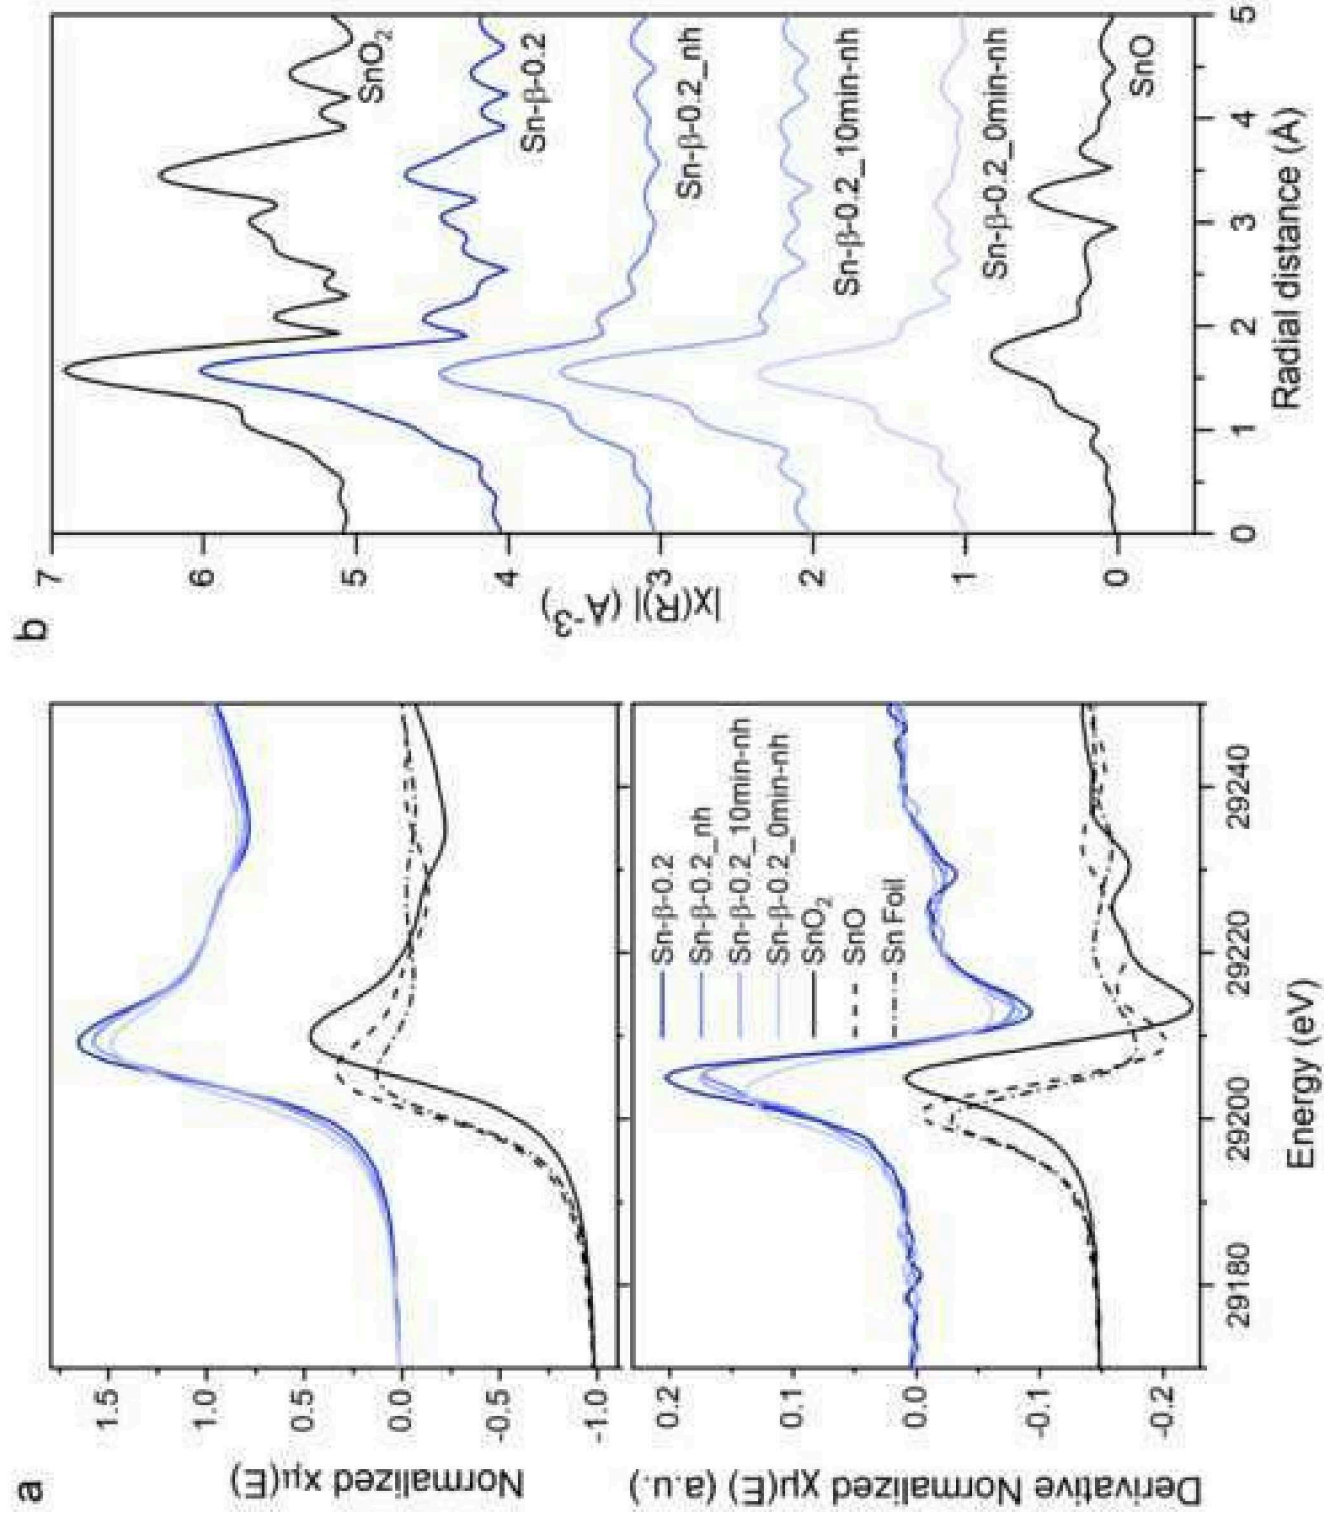 a
Normalized xμ(E)
1.5
1.0
0.5
0.0
-0.5
-1.0
Derivative Normalized xμ(E) (a.u.)
0.2
0.1
0.0
-0.1
-0.2
Sn-β-0.2
Sn-β-0.2_nh
Sn-β-0.2_10min-nh
Sn-β-0.2_0min-nh
SnO2
SnO
Sn Foil
29180
29200
29220
29240
Energy (eV)
b
|χ(R)| (A-3)
7
6
5
4
3
2
1
0
SnO2
Sn-β-0.2
Sn-β-0.2_nh
Sn-β-0.2_10min-nh
Sn-β-0.2_0min-nh
SnO
0
1
2
3
4
5
Radial distance (Å)